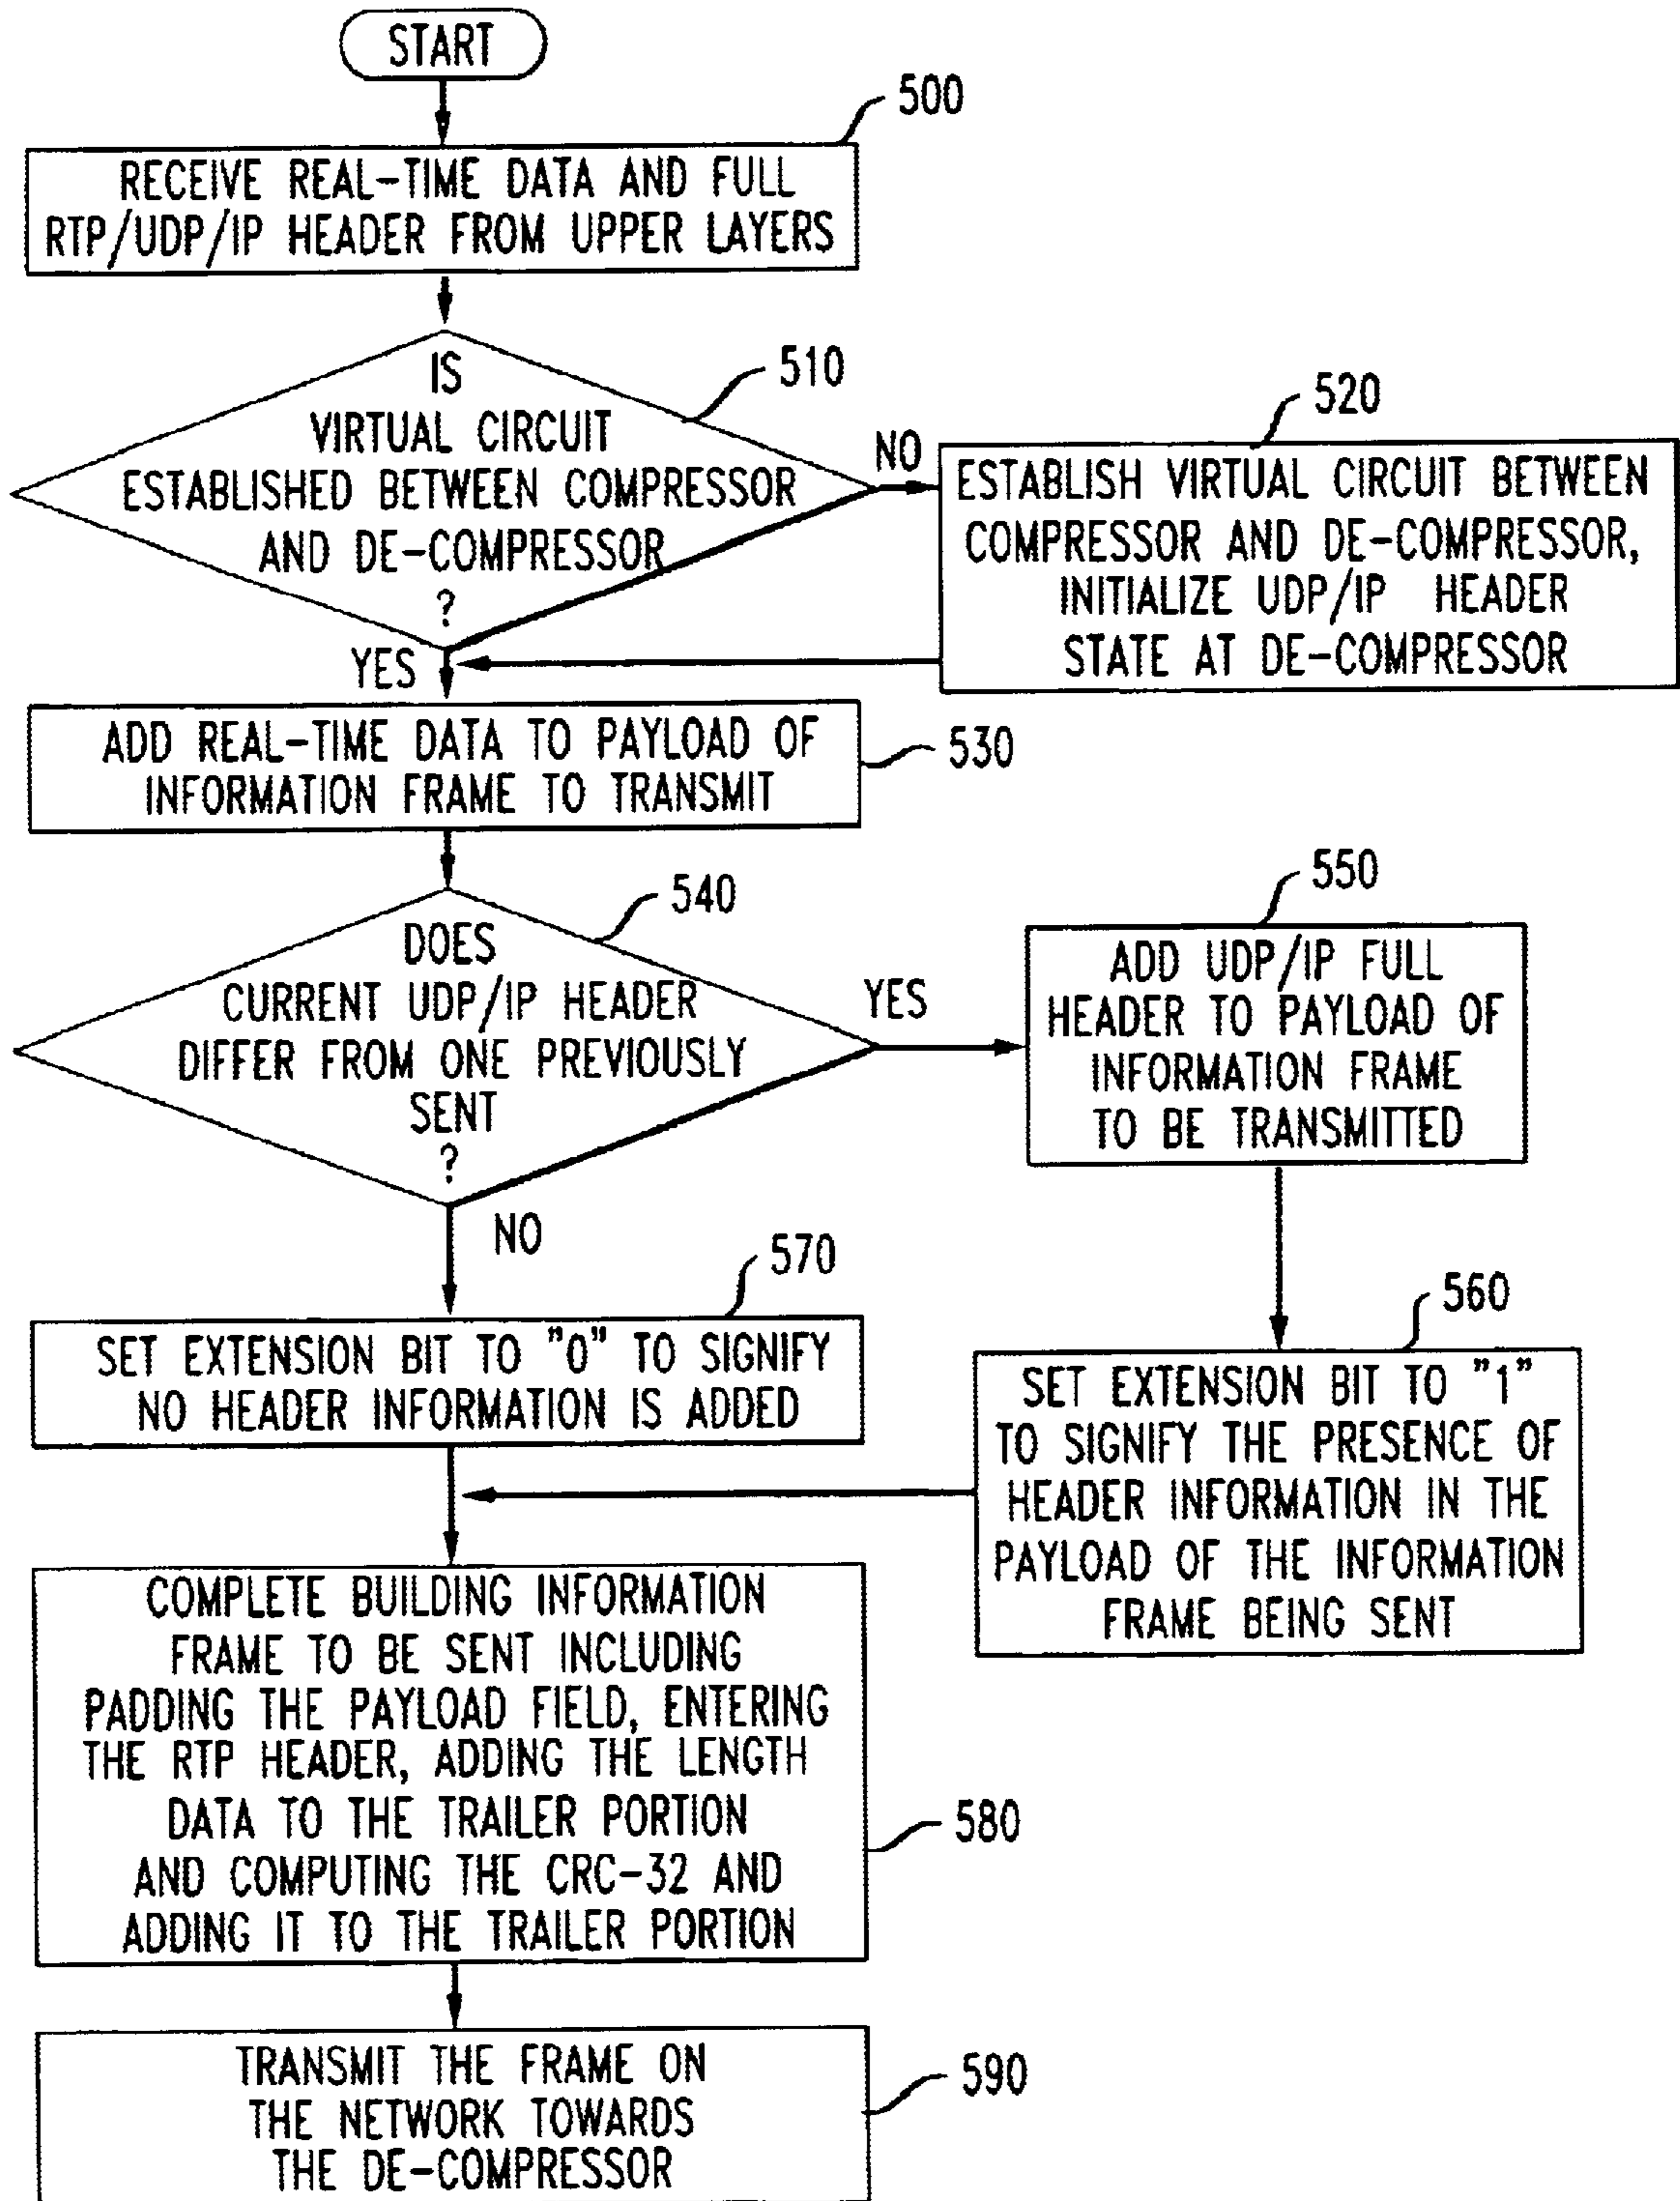 START
500
RECEIVE REAL-TIME DATA AND FULL
RTP/UDP/IP HEADER FROM UPPER LAYERS
510
IS
VIRTUAL CIRCUIT
ESTABLISHED BETWEEN COMPRESSOR
AND DE-COMPRESSOR
?
NO
YES
520
ESTABLISH VIRTUAL CIRCUIT BETWEEN
COMPRESSOR AND DE-COMPRESSOR,
INITIALIZE UDP/IP HEADER
STATE AT DE-COMPRESSOR
ADD REAL-TIME DATA TO PAYLOAD OF
INFORMATION FRAME TO TRANSMIT
530
540
DOES
CURRENT UDP/IP HEADER
DIFFER FROM ONE PREVIOUSLY
SENT
?
YES
NO
550
ADD UDP/IP FULL
HEADER TO PAYLOAD OF
INFORMATION FRAME
TO BE TRANSMITTED
570
SET EXTENSION BIT TO "0" TO SIGNIFY
NO HEADER INFORMATION IS ADDED
560
SET EXTENSION BIT TO "1"
TO SIGNIFY THE PRESENCE OF
HEADER INFORMATION IN THE
PAYLOAD OF THE INFORMATION
FRAME BEING SENT
COMPLETE BUILDING INFORMATION
FRAME TO BE SENT INCLUDING
PADDING THE PAYLOAD FIELD, ENTERING
THE RTP HEADER, ADDING THE LENGTH
DATA TO THE TRAILER PORTION
AND COMPUTING THE CRC-32 AND
ADDING IT TO THE TRAILER PORTION
580
TRANSMIT THE FRAME ON
THE NETWORK TOWARDS
THE DE-COMPRESSOR
590